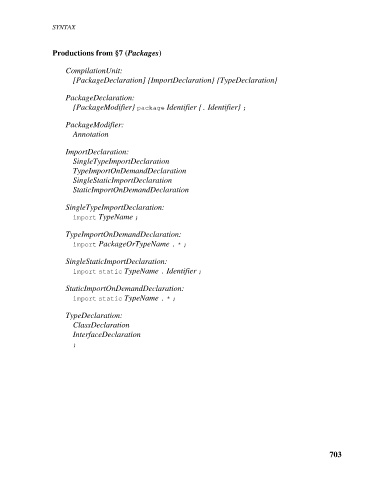 SYNTAX
Productions from §7 (Packages)
CompilationUnit:
[PackageDeclaration] {ImportDeclaration} {TypeDeclaration}
PackageDeclaration:
{PackageModifier} package Identifier { . Identifier} ;
PackageModifier:
Annotation
ImportDeclaration:
SingleTypeImportDeclaration
TypeImportOnDemandDeclaration
SingleStaticImportDeclaration
StaticImportOnDemandDeclaration
SingleTypeImportDeclaration:
import TypeName ;
TypeImportOnDemandDeclaration:
import PackageOrTypeName . * ;
SingleStaticImportDeclaration:
import static TypeName . Identifier ;
StaticImportOnDemandDeclaration:
import static TypeName . * ;
TypeDeclaration:
ClassDeclaration
InterfaceDeclaration
;
703